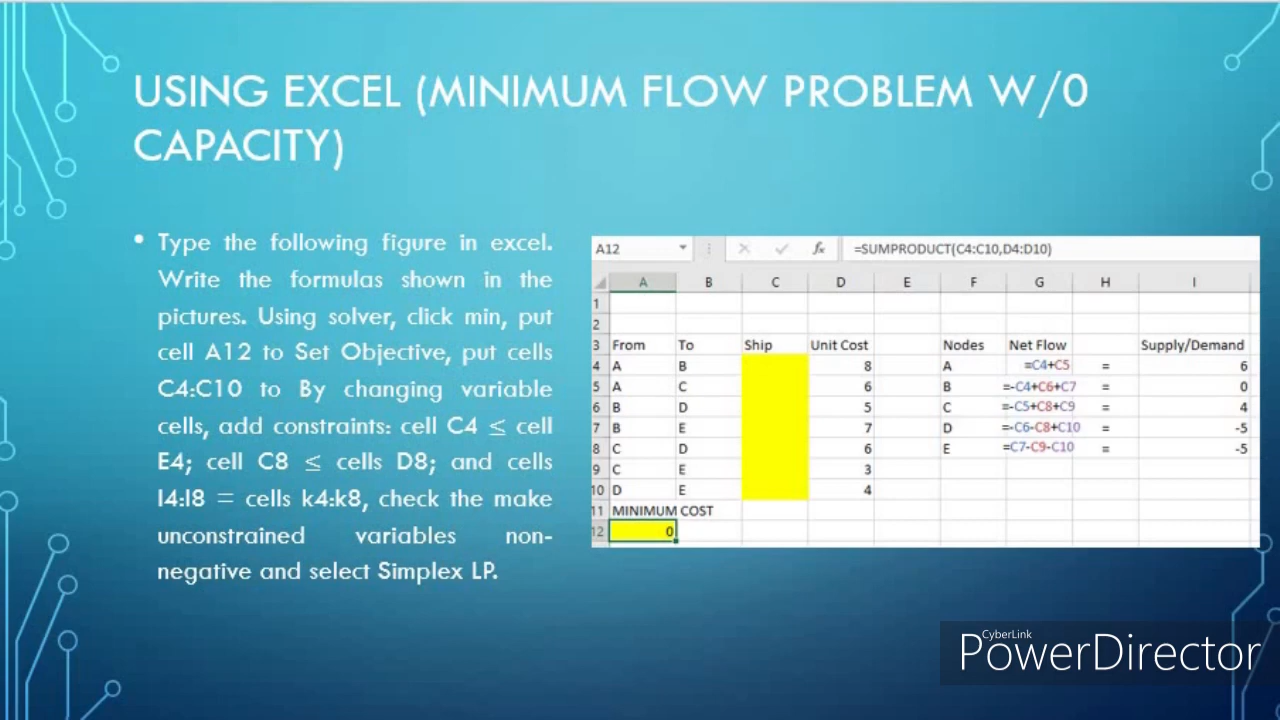 USING EXCEL (MINIMUM FLOW PROBLEM W/0
CAPACITY)
• Type the following figure in excel.
Write the formulas shown in the
pictures. Using solver, click min, put
cell A12 to Set Objective, put cells
C4:C10 to By changing variable
cells, add constraints: cell C4 ≤ cell
E4; cell C8 ≤ cells D8; and cells
I4:I8 = cells k4:k8, check the make
unconstrained variables non-
negative and select Simplex LP.
A12 fx =SUMPRODUCT(C4:C10,D4:D10)
A B C D E F G H I
1
2
3 From To Ship Unit Cost Nodes Net Flow Supply/Demand
4 A B 8 A =C4+C5 = 6
5 A C 6 B =-C4+C6+C7 = 0
6 B D 5 C =-C5+C8+C9 = 4
7 B E 7 D =-C6-C8+C10 = -5
8 C D 6 E =C7-C9-C10 = -5
9 C E 3
10 D E 4
11 MINIMUM COST
12 0
CyberLink
PowerDirector